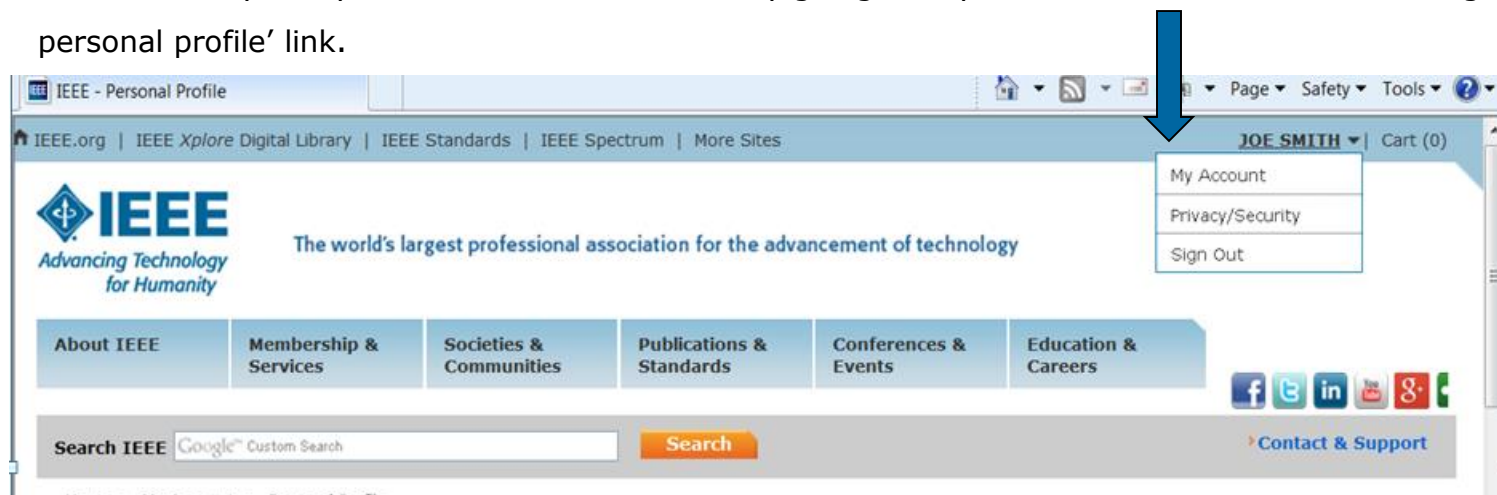 personal profile’ link.
IEEE - Personal Profile
Page Safety Tools
IEEE.org | IEEE Xplore Digital Library | IEEE Standards | IEEE Spectrum | More Sites
JOE SMITH | Cart (0)
My Account
Privacy/Security
Sign Out
IEEE
Advancing Technology
for Humanity
The world's largest professional association for the advancement of technology
About IEEE
Membership &
Services
Societies &
Communities
Publications &
Standards
Conferences &
Events
Education &
Careers
Search IEEE Google™ Custom Search Search
Contact & Support